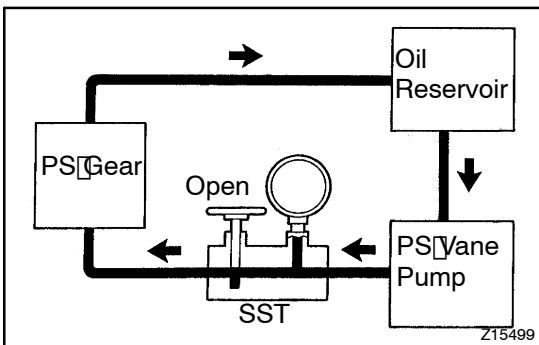 Oil
Reservoir
PS▯Gear
Open
PS▯Vane
Pump
SST
Z15499